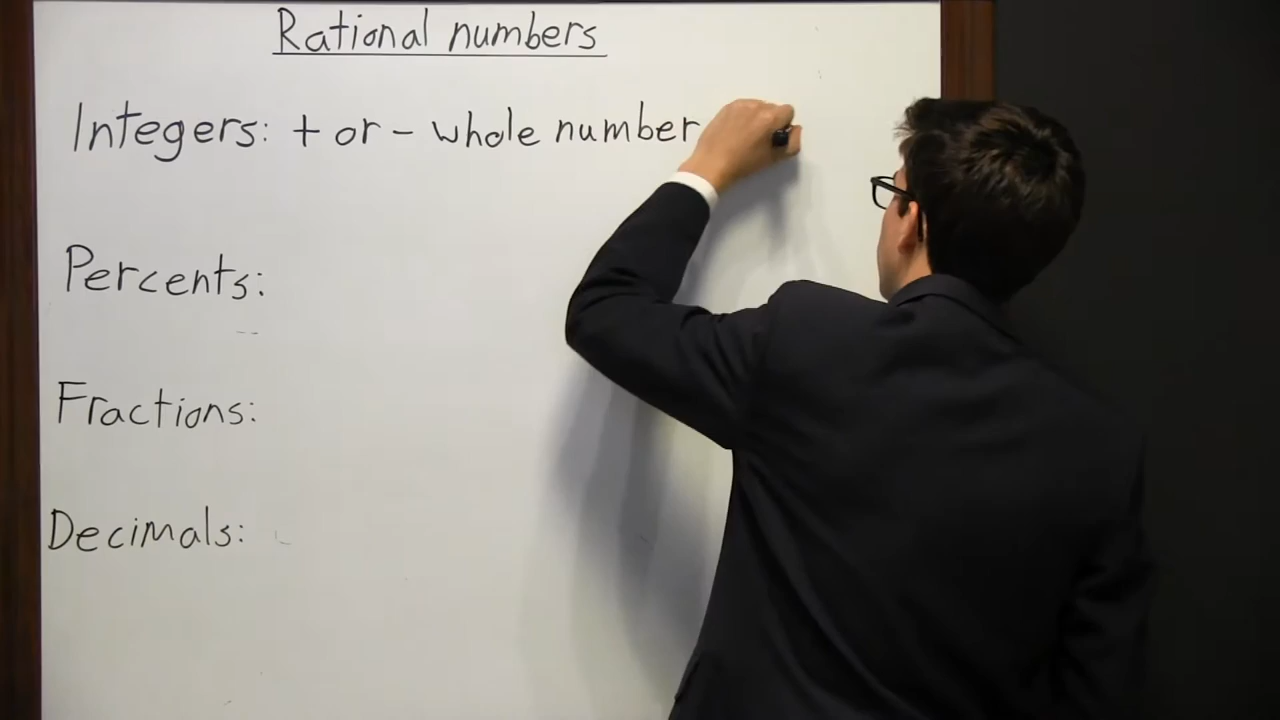 Rational numbers
Integers: + or - whole number
Percents:
Fractions:
Decimals: